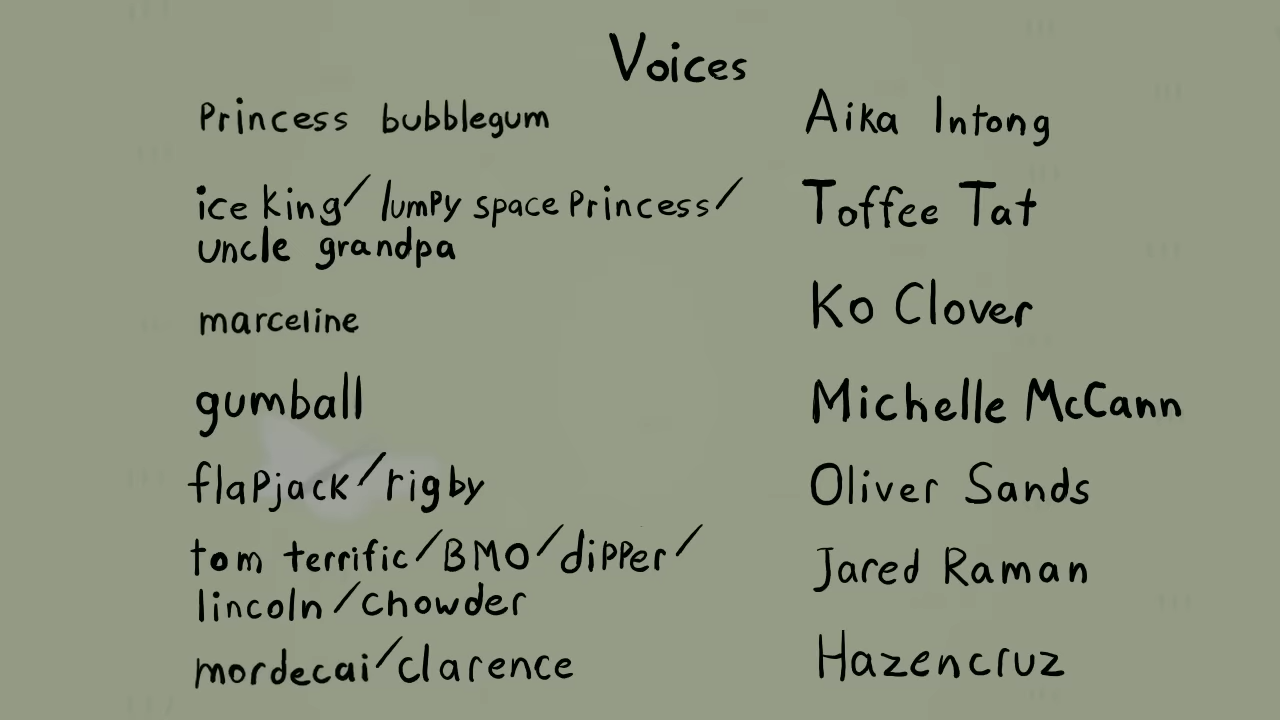 Voices
Princess bubblegum Aika Intong
ice king/ lumpy space Princess/ Toffee Tat
uncle grandpa
marceline Ko Clover
gumball Michelle McCann
flapjack/rigby Oliver Sands
tom terrific/BMO/dipper/ Jared Raman
lincoln/chowder
mordecai/clarence Hazencruz